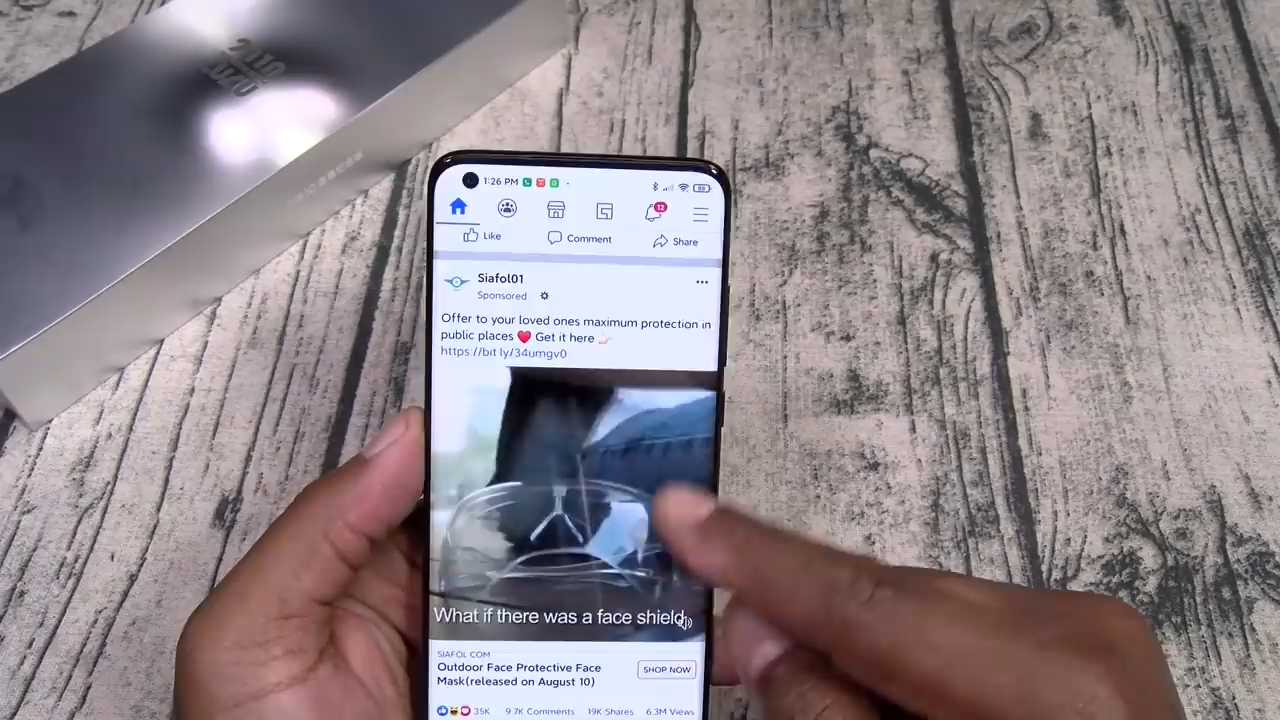 1:26 PM
88
12
Like
Comment
Share
Siafol01
Sponsored
Offer to your loved ones maximum protection in
public places ❤️ Get it here
https://bit ly/34umgv0
What if there was a face shield
SIAFOL COM
Outdoor Face Protective Face
Mask(released on August 10)
SHOP NOW
35K
9.7K Comments
19K Shares
6.3M Views